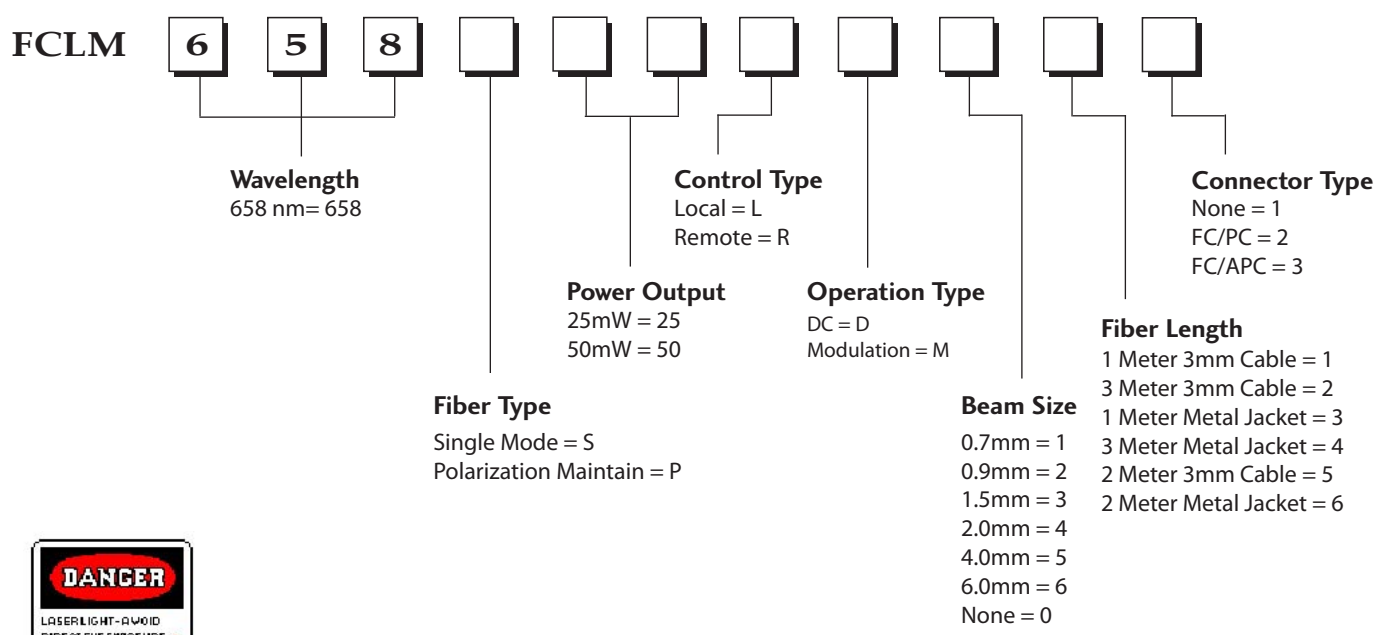 FCLM 6 5 8
Wavelength
658 nm= 658
Control Type
Local = L
Remote = R
Connector Type
None = 1
FC/PC = 2
FC/APC = 3
Power Output
25mW = 25
50mW = 50
Operation Type
DC = D
Modulation = M
Fiber Length
1 Meter 3mm Cable = 1
3 Meter 3mm Cable = 2
1 Meter Metal Jacket = 3
3 Meter Metal Jacket = 4
2 Meter 3mm Cable = 5
2 Meter Metal Jacket = 6
Fiber Type
Single Mode = S
Polarization Maintain = P
Beam Size
0.7mm = 1
0.9mm = 2
1.5mm = 3
2.0mm = 4
4.0mm = 5
6.0mm = 6
None = 0
DANGER
LASER LIGHT-AVOID